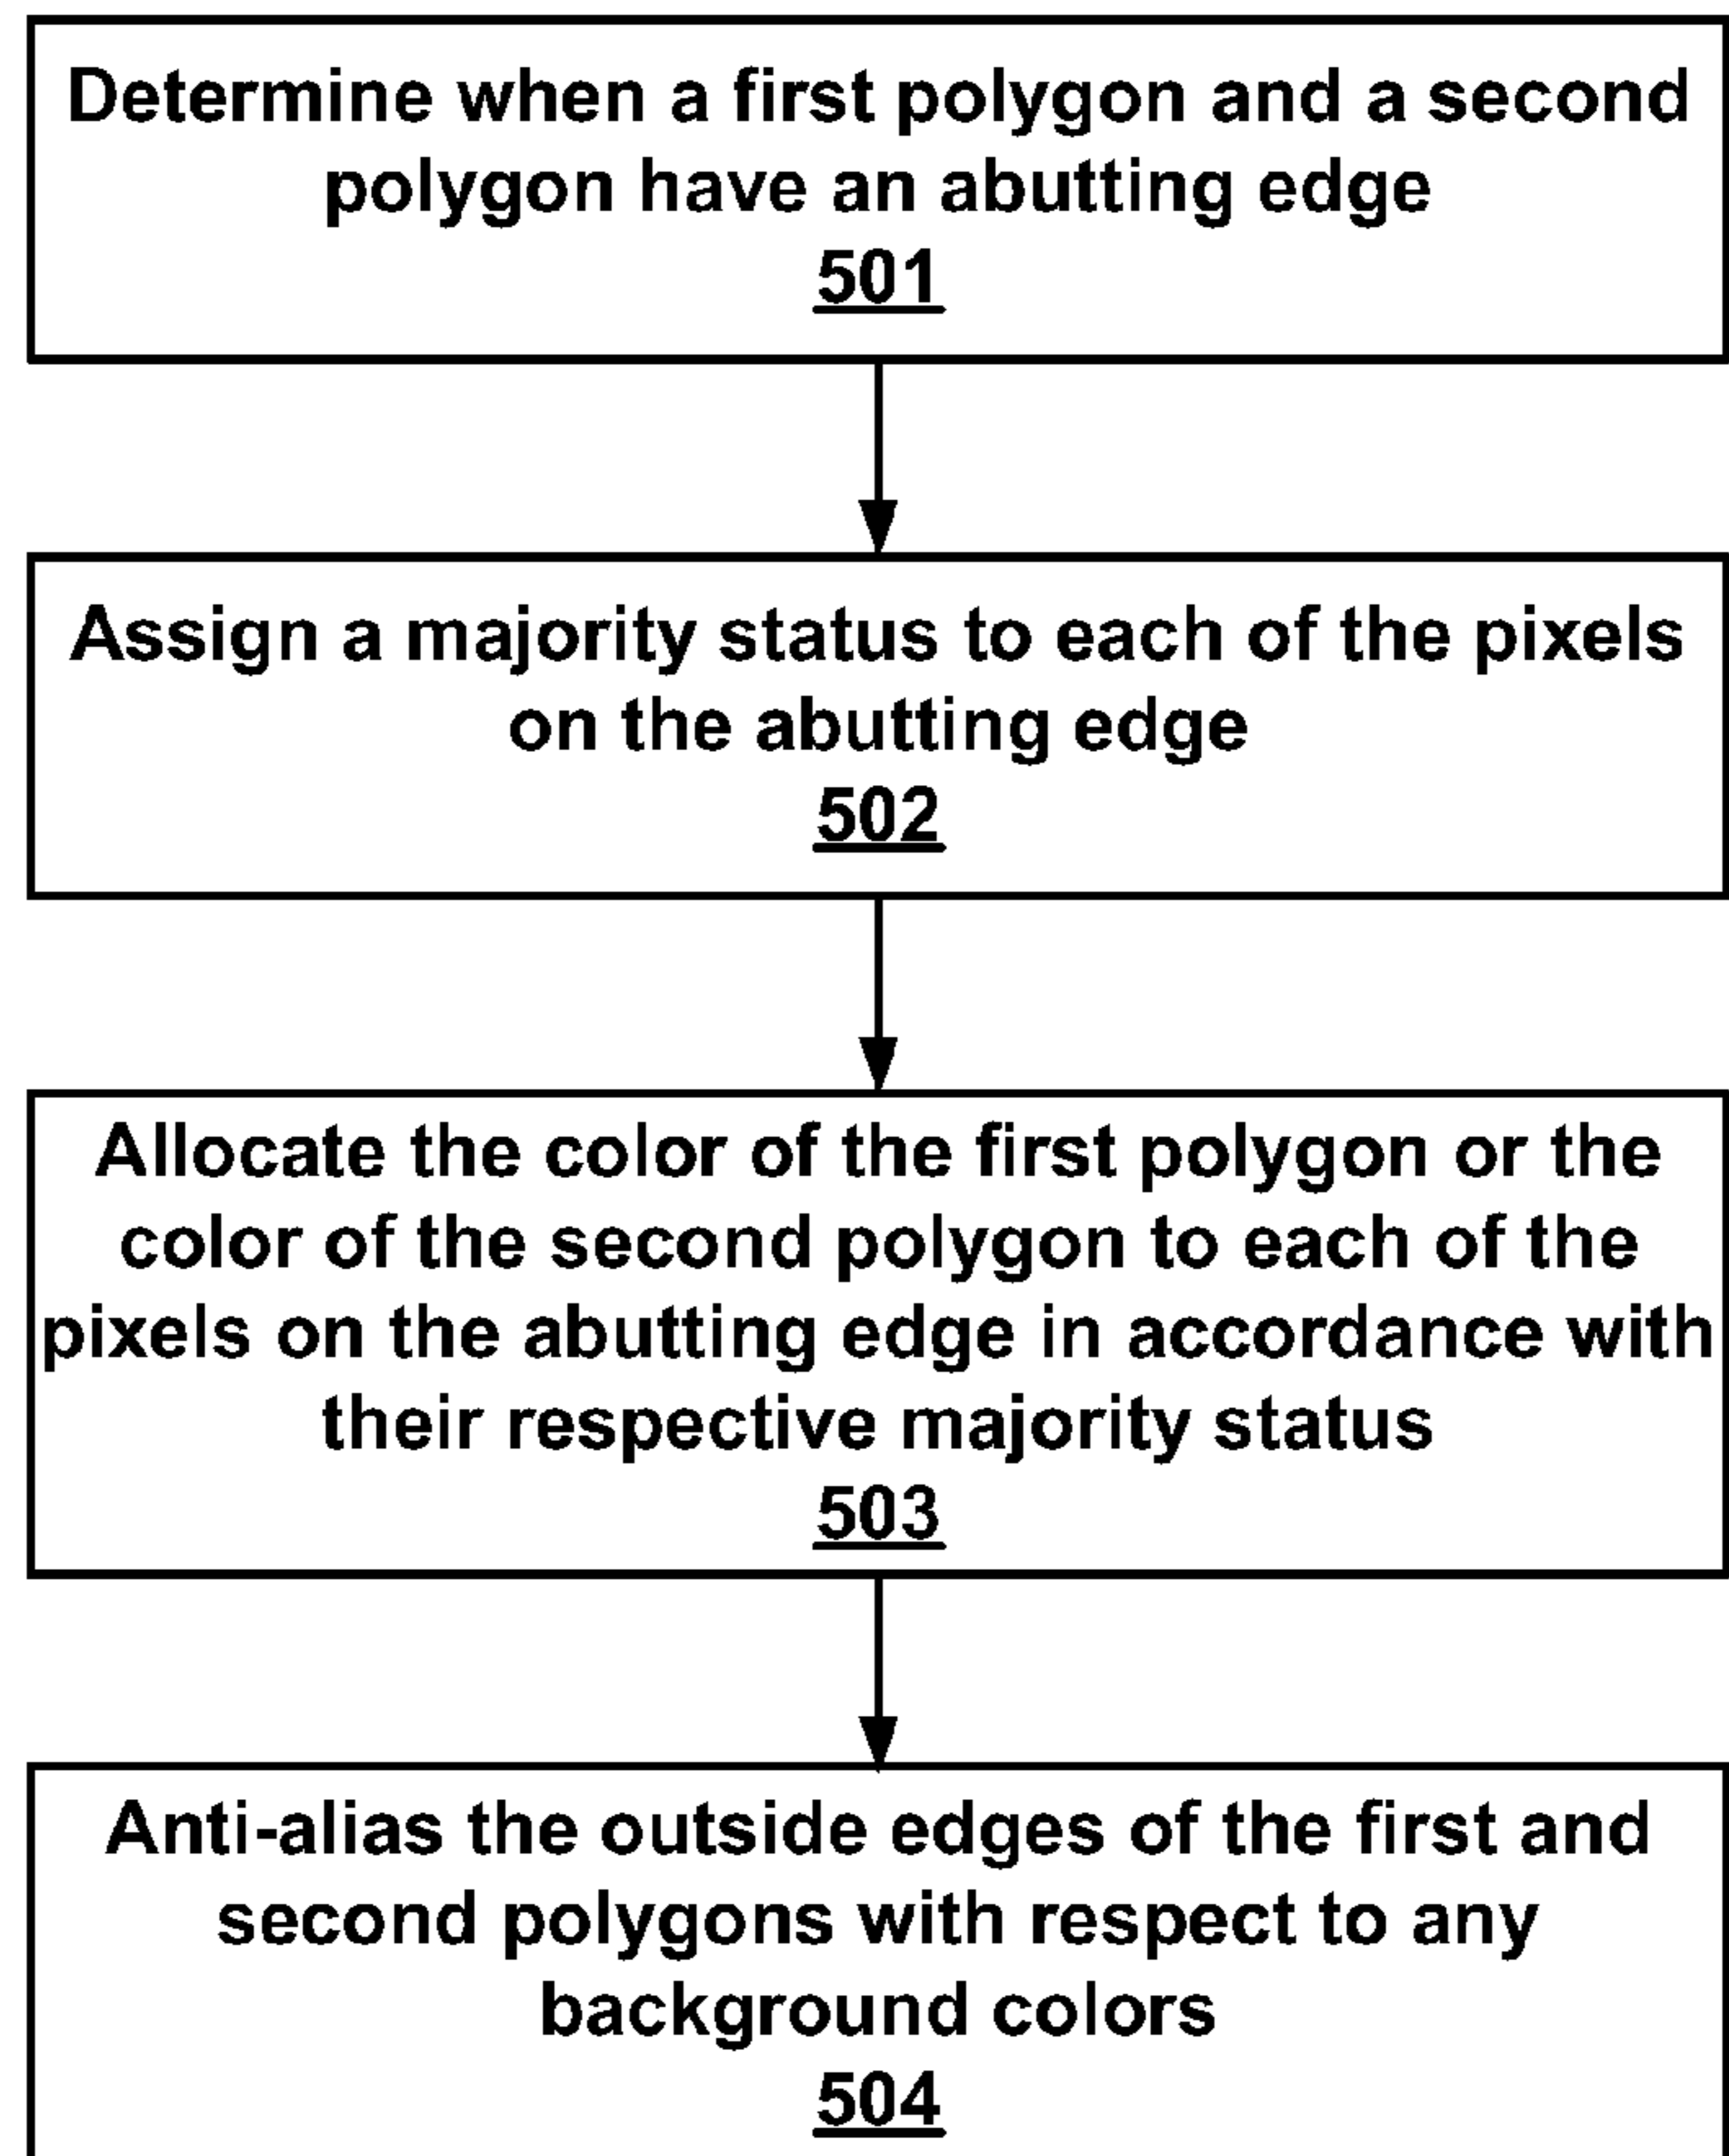 Determine when a first polygon and a second
polygon have an abutting edge
501
Assign a majority status to each of the pixels
on the abutting edge
502
Allocate the color of the first polygon or the
color of the second polygon to each of the
pixels on the abutting edge in accordance with
their respective majority status
503
Anti-alias the outside edges of the first and
second polygons with respect to any
background colors
504